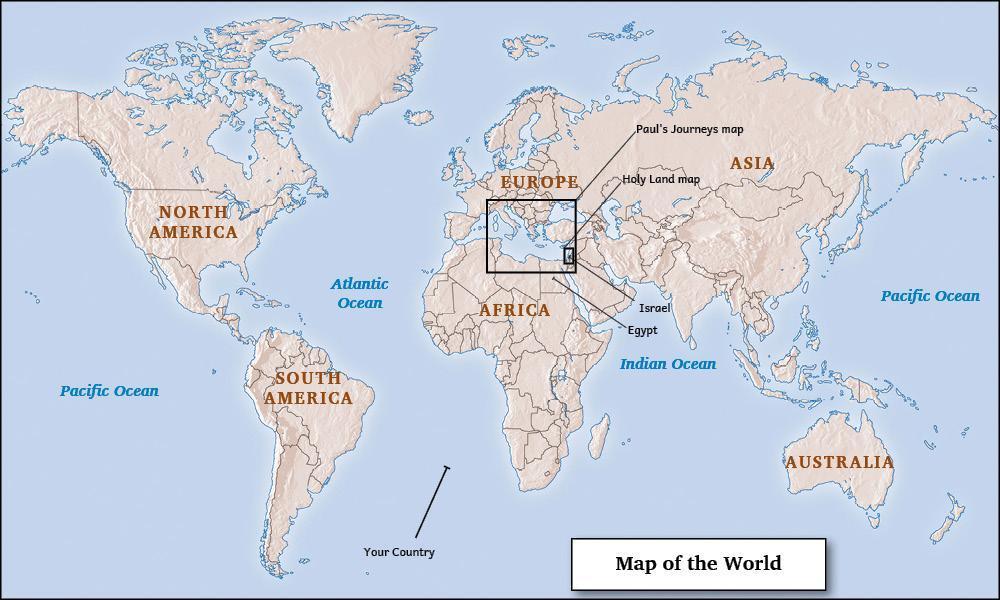 Paul's Journeys map
ASIA
Holy Land map
EUROPE
NORTH
AMERICA
Atlantic
Ocean
Pacific Ocean
AFRICA
Israel
Egypt
Indian Ocean
SOUTH
AMERICA
Pacific Ocean
AUSTRALIA
Your Country
Map of the World